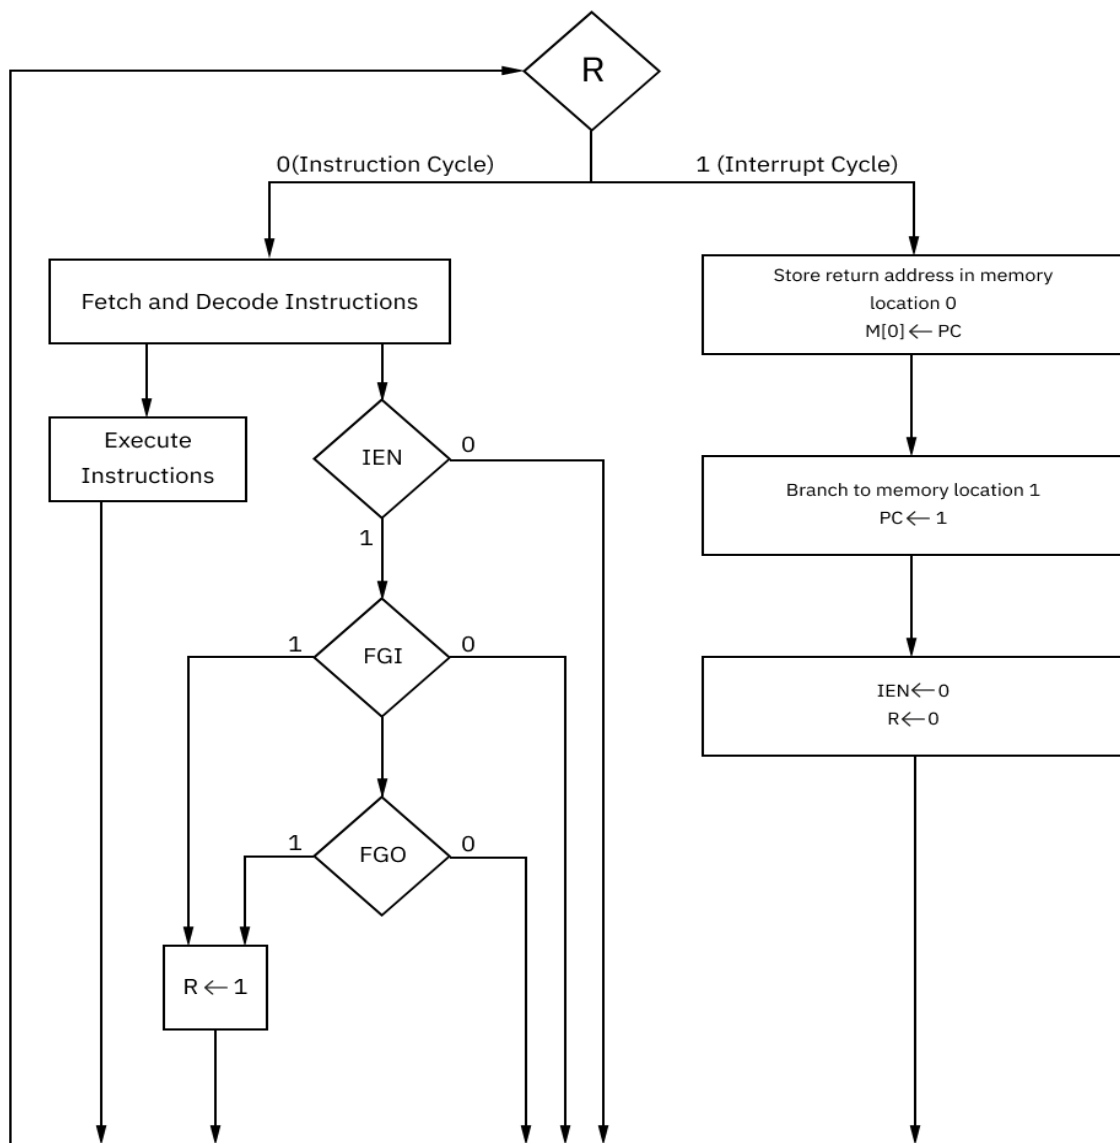 R
0(Instruction Cycle)
1 (Interrupt Cycle)
Fetch and Decode Instructions
Store return address in memory
location 0
M[0] ← PC
Execute
Instructions
IEN
0
1
Branch to memory location 1
PC ← 1
1
FGI
0
IEN ← 0
R ← 0
1
FGO
0
R ← 1